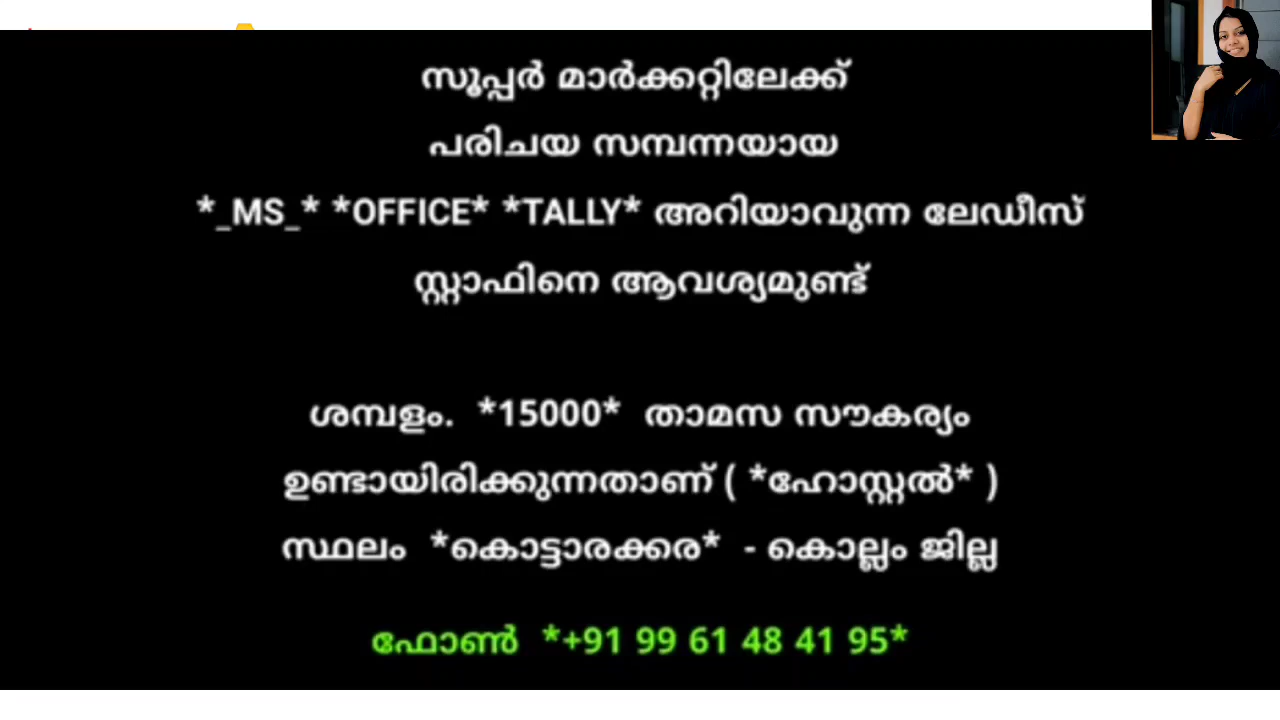 സൂപ്പർ മാർക്കറ്റിലേക്ക്
പരിചയ സമ്പന്നയായ
*_MS_* *OFFICE* *TALLY* അറിയാവുന്ന ലേഡീസ്
സ്റ്റാഫിനെ ആവശ്യമുണ്ട്
ശമ്പളം. *15000* താമസ സൗകര്യം
ഉണ്ടായിരിക്കുന്നതാണ് ( *ഹോസ്റ്റൽ* )
സ്ഥലം *കൊട്ടാരക്കര* - കൊല്ലം ജില്ല
ഫോൺ *+91 99 61 48 41 95*